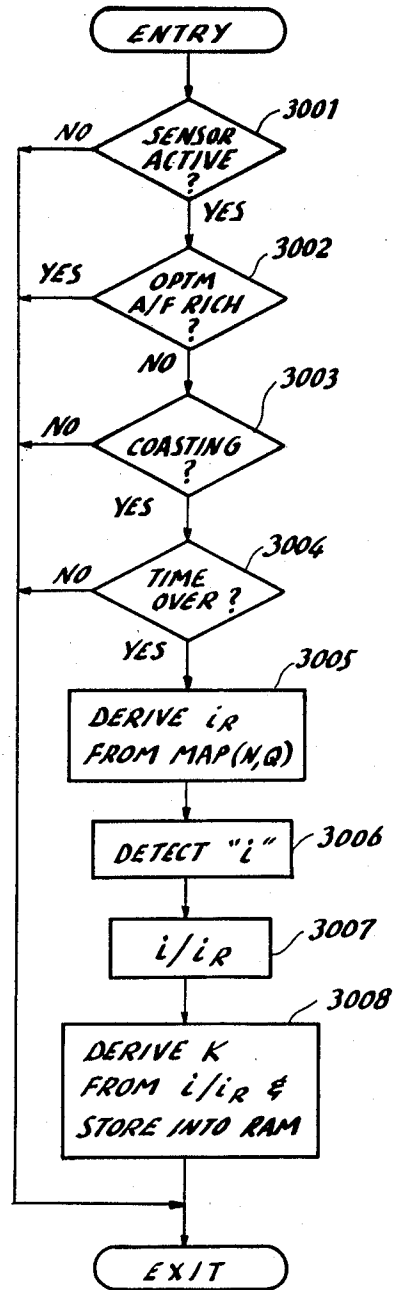 ENTRY
3001
NO
SENSOR
ACTIVE
?
YES
3002
YES
OPTM
A/F RICH
?
NO
3003
NO
COASTING
?
YES
3004
NO
TIME
OVER ?
YES
3005
DERIVE iR
FROM MAP(N,Q)
3006
DETECT "i"
3007
i/iR
3008
DERIVE K
FROM i/iR &
STORE INTO RAM
EXIT